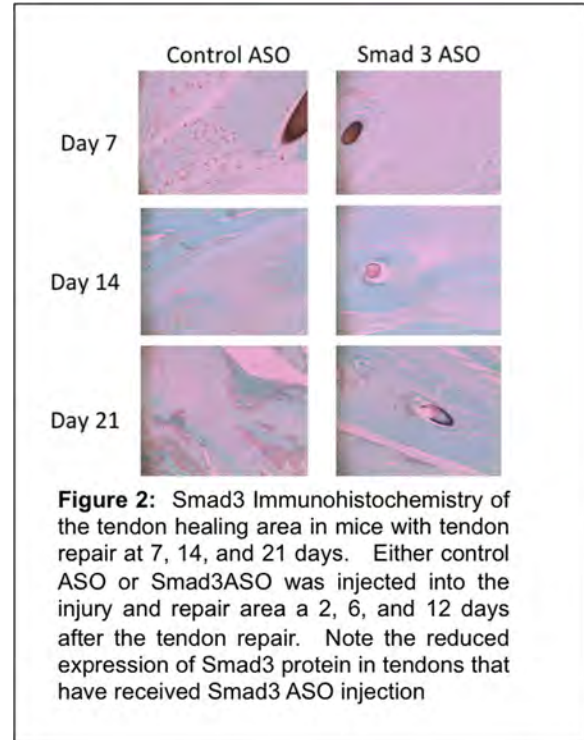 Control ASO Smad 3 ASO
Day 7
Day 14
Day 21
Figure 2: Smad3 Immunohistochemistry of
the tendon healing area in mice with tendon
repair at 7, 14, and 21 days. Either control
ASO or Smad3ASO was injected into the
injury and repair area a 2, 6, and 12 days
after the tendon repair. Note the reduced
expression of Smad3 protein in tendons that
have received Smad3 ASO injection